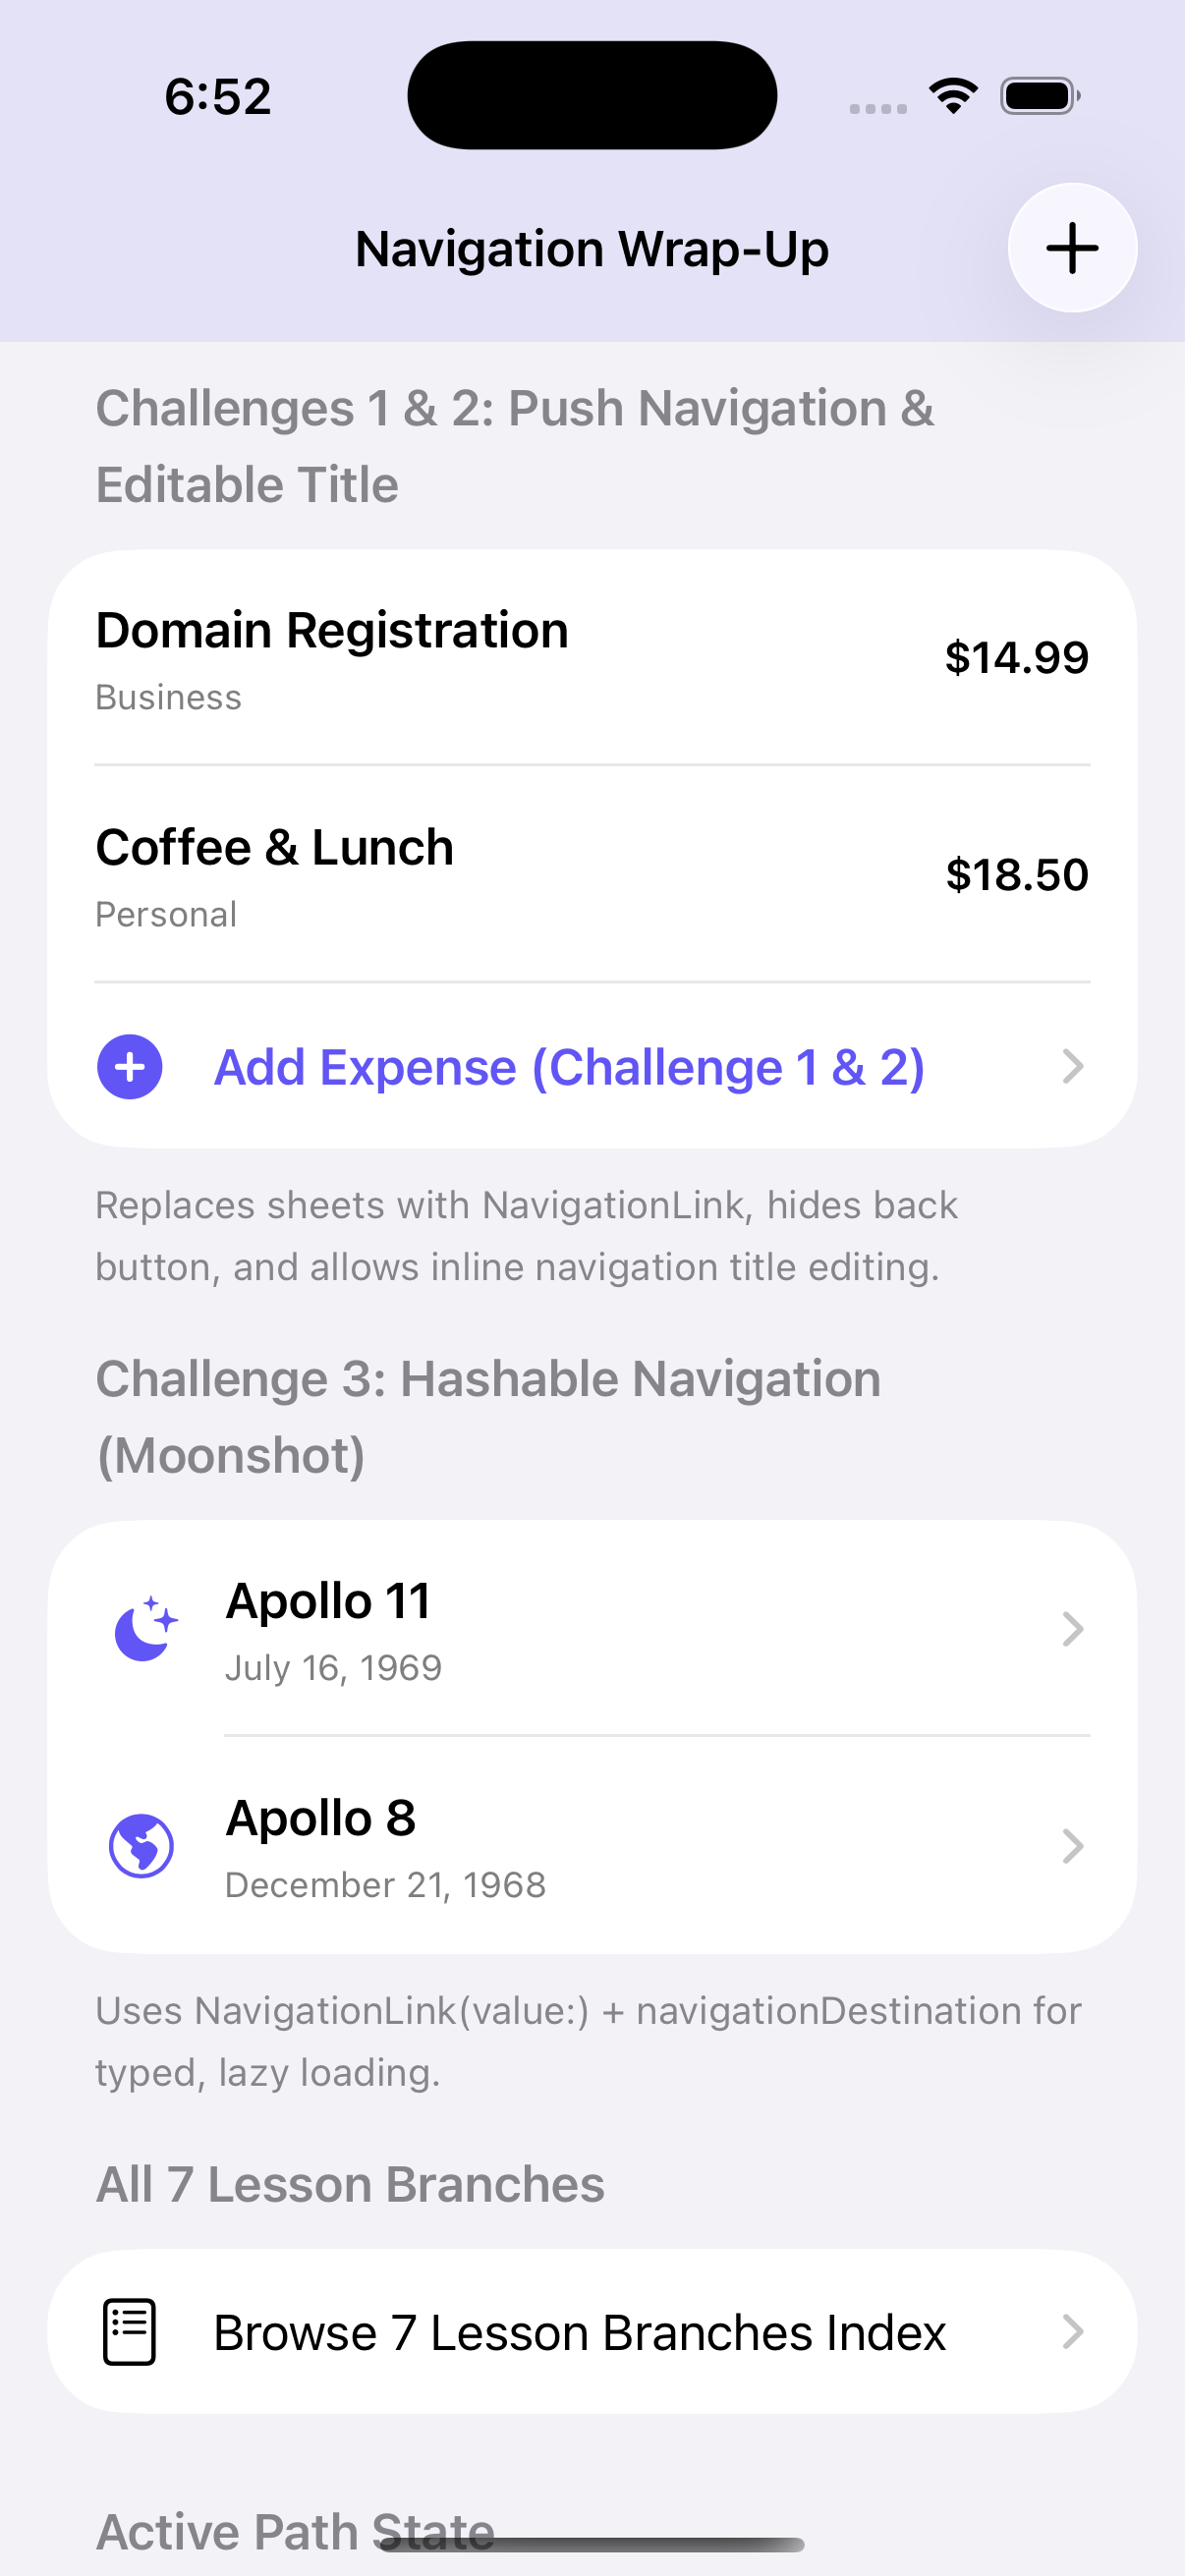 6:52
Navigation Wrap-Up
Challenges 1 & 2: Push Navigation &
Editable Title
Domain Registration
$14.99
Business
Coffee & Lunch
$18.50
Personal
Add Expense (Challenge 1 & 2)
Replaces sheets with NavigationLink, hides back
button, and allows inline navigation title editing.
Challenge 3: Hashable Navigation
(Moonshot)
Apollo 11
July 16, 1969
Apollo 8
December 21, 1968
Uses NavigationLink(value:) + navigationDestination for
typed, lazy loading.
All 7 Lesson Branches
Browse 7 Lesson Branches Index
Active Path State